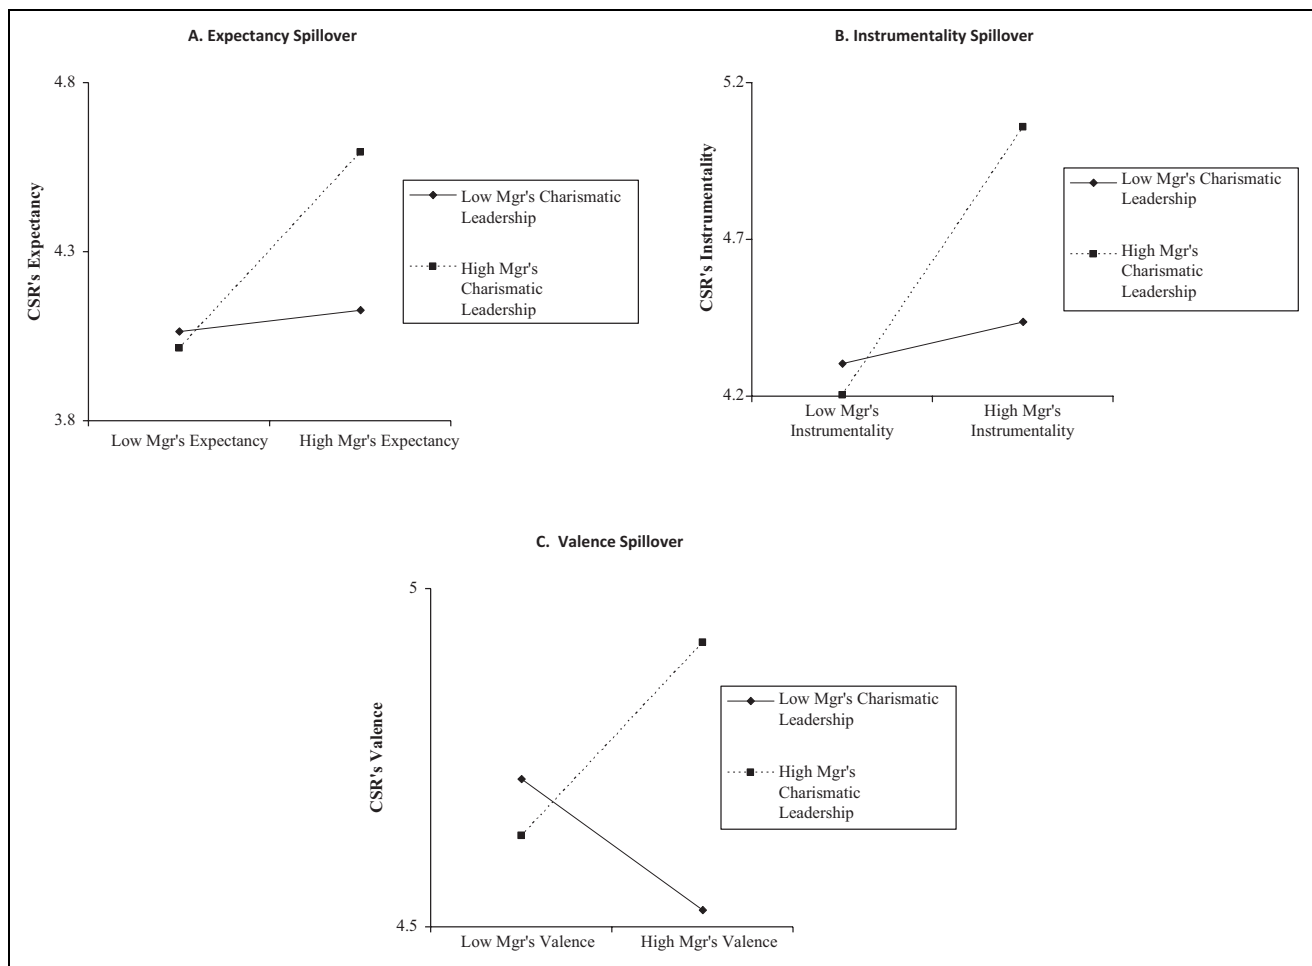 A. Expectancy Spillover
4.8
4.3
3.8
CSR's Expectancy
Low Mgr's Expectancy
High Mgr's Expectancy
Low Mgr's Charismatic
Leadership
High Mgr's
Charismatic
Leadership
B. Instrumentality Spillover
5.2
4.7
4.2
CSR's Instrumentality
Low Mgr's
Instrumentality
High Mgr's
Instrumentality
Low Mgr's Charismatic
Leadership
High Mgr's
Charismatic
Leadership
C. Valence Spillover
5
4.5
CSR's Valence
Low Mgr's Valence
High Mgr's Valence
Low Mgr's Charismatic
Leadership
High Mgr's
Charismatic
Leadership